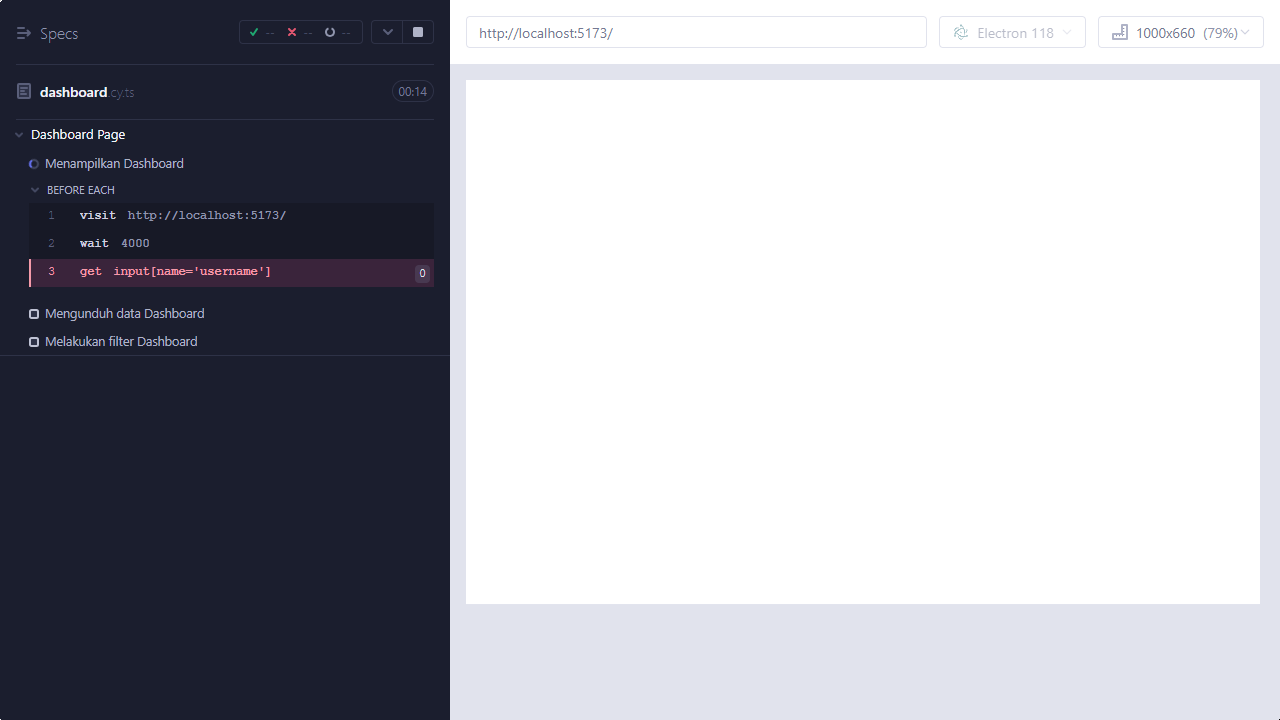 Specs
-- -- --
dashboard.cy.ts 00:14
Dashboard Page
Menampilkan Dashboard
BEFORE EACH
1 visit http://localhost:5173/
2 wait 4000
3 get input[name='username'] 0
Mengunduh data Dashboard
Melakukan filter Dashboard
http://localhost:5173/
Electron 118
1000x660 (79%)